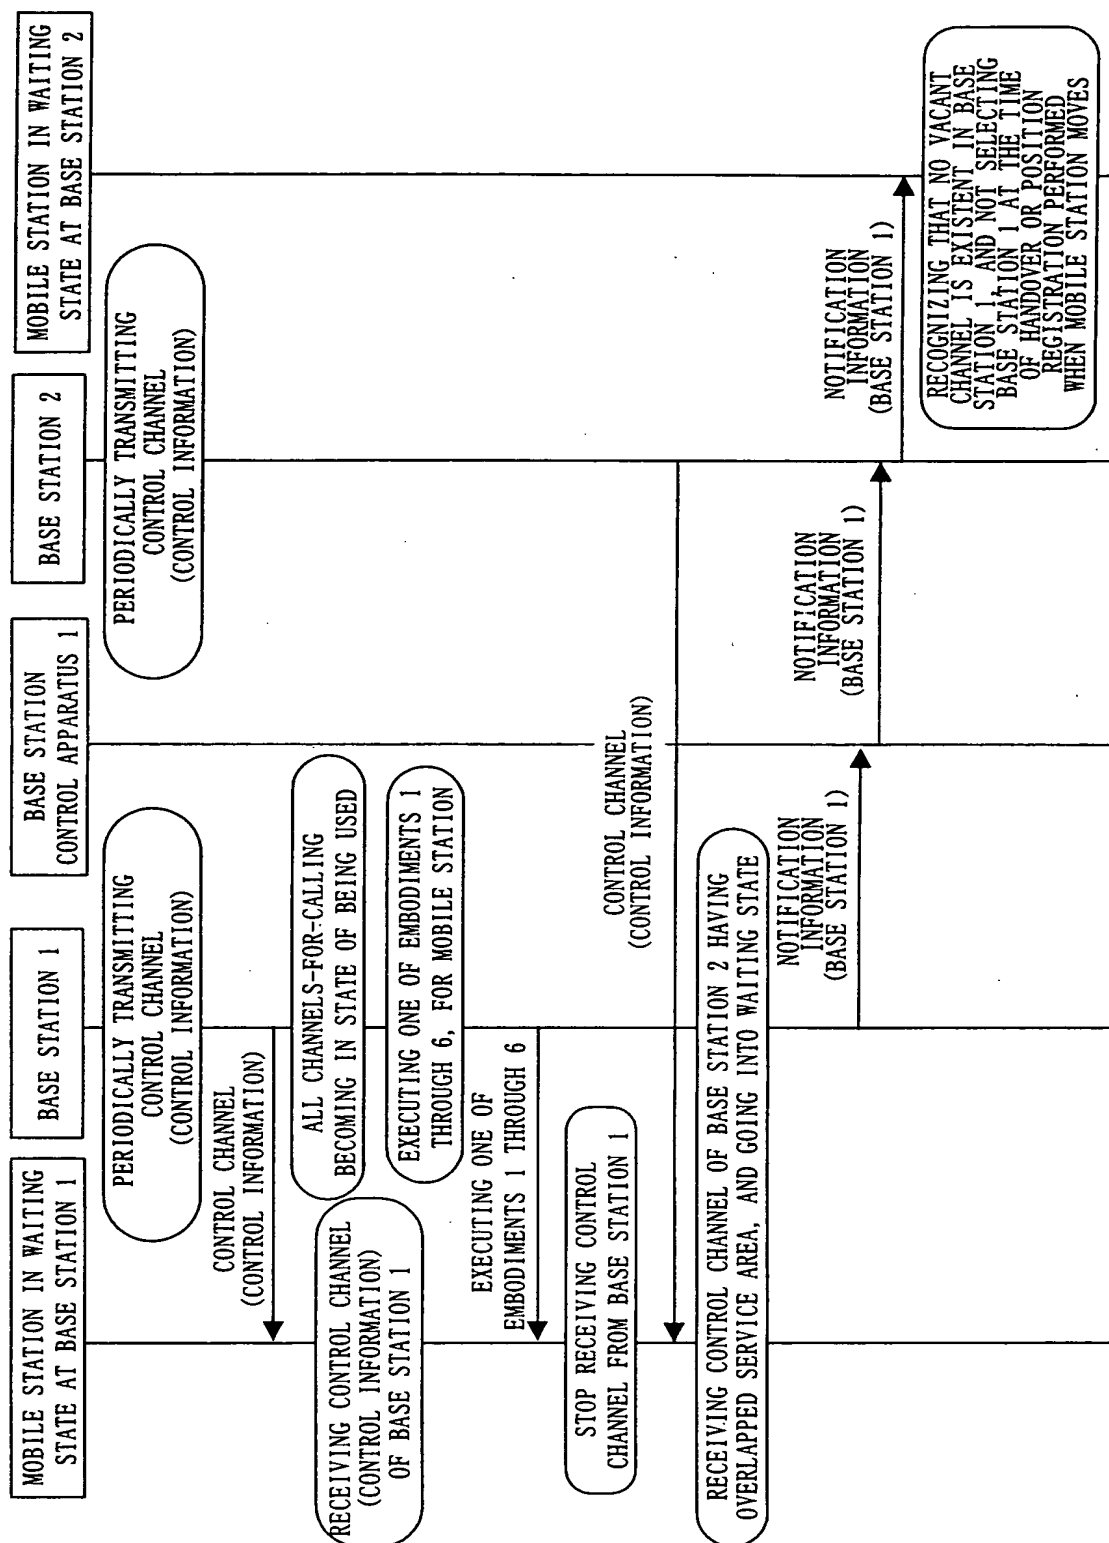 MOBILE STATION IN WAITING
STATE AT BASE STATION 1
BASE STATION 1
BASE STATION
CONTROL APPARATUS 1
BASE STATION 2
MOBILE STATION IN WAITING
STATE AT BASE STATION 2
PERIODICALLY TRANSMITTING
CONTROL CHANNEL
(CONTROL INFORMATION)
PERIODICALLY TRANSMITTING
CONTROL CHANNEL
(CONTROL INFORMATION)
CONTROL CHANNEL
(CONTROL INFORMATION)
RECEIVING CONTROL CHANNEL
(CONTROL INFORMATION)
OF BASE STATION 1
ALL CHANNELS-FOR-CALLING
BECOMING IN STATE OF BEING USED
EXECUTING ONE OF EMBODIMENTS 1
THROUGH 6, FOR MOBILE STATION
EXECUTING ONE OF
EMBODIMENTS 1 THROUGH 6
STOP RECEIVING CONTROL
CHANNEL FROM BASE STATION 1
CONTROL CHANNEL
(CONTROL INFORMATION)
RECEIVING CONTROL CHANNEL OF BASE STATION 2 HAVING
OVERLAPPED SERVICE AREA, AND GOING INTO WAITING STATE
NOTIFICATION
INFORMATION
(BASE STATION 1)
NOTIFICATION
INFORMATION
(BASE STATION 1)
NOTIFICATION
INFORMATION
(BASE STATION 1)
RECOGNIZING THAT NO VACANT
CHANNEL IS EXISTENT IN BASE
STATION 1, AND NOT SELECTING
BASE STATION 1 AT THE TIME
OF HANDOVER OR POSITION
REGISTRATION PERFORMED
WHEN MOBILE STATION MOVES